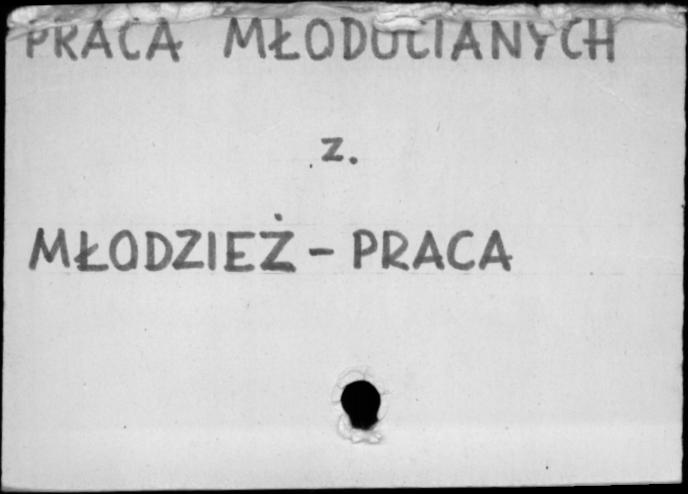 PRACA MŁODOCIANYCH
z.
MŁODZIEŻ - PRACA